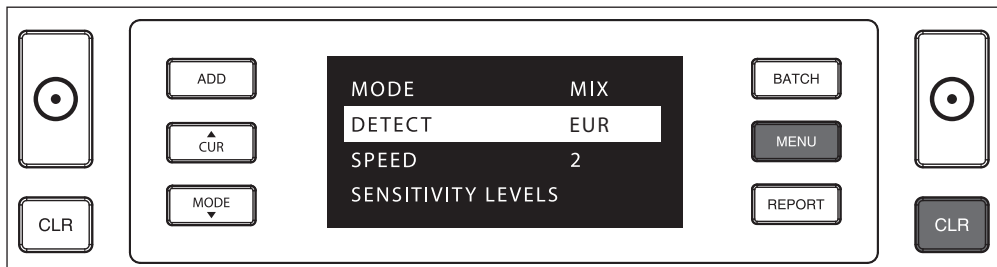 ADD
▲
CUR
MODE
▼
CLR
MODE MIX
DETECT EUR
SPEED 2
SENSITIVITY LEVELS
BATCH
MENU
REPORT
CLR